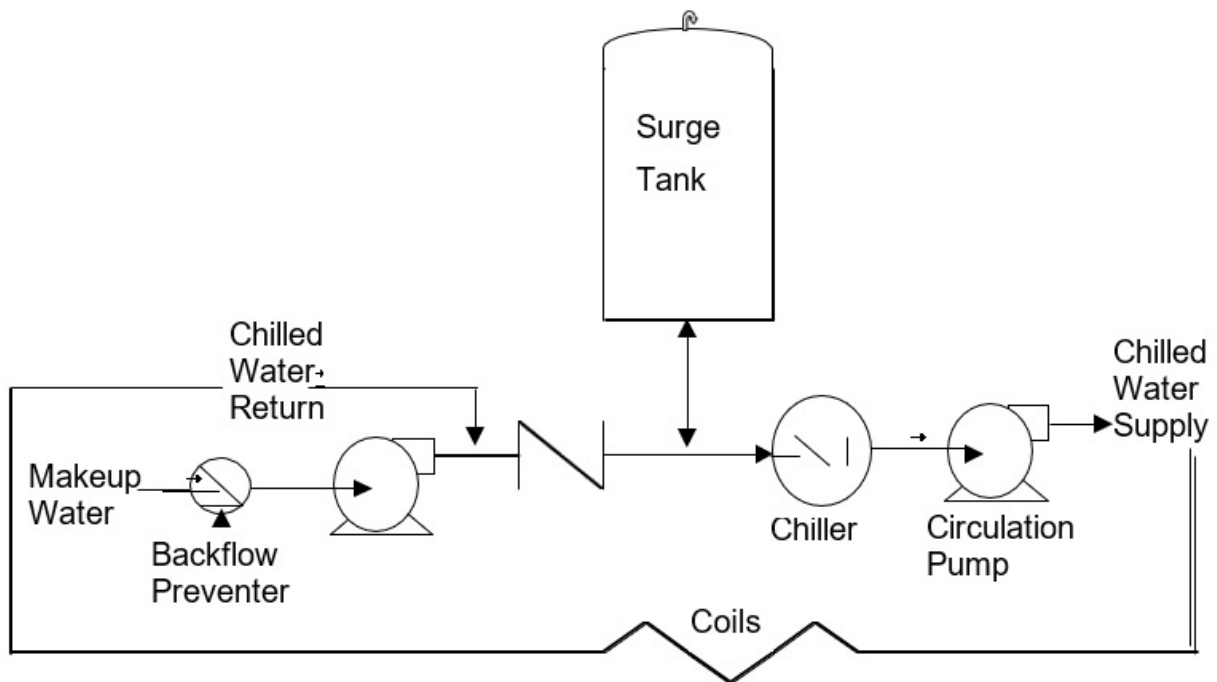 Surge
Tank
Chilled
Water
Return
Chilled
Water
Supply
Makeup
Water
Backflow
Preventer
Chiller
Circulation
Pump
Coils